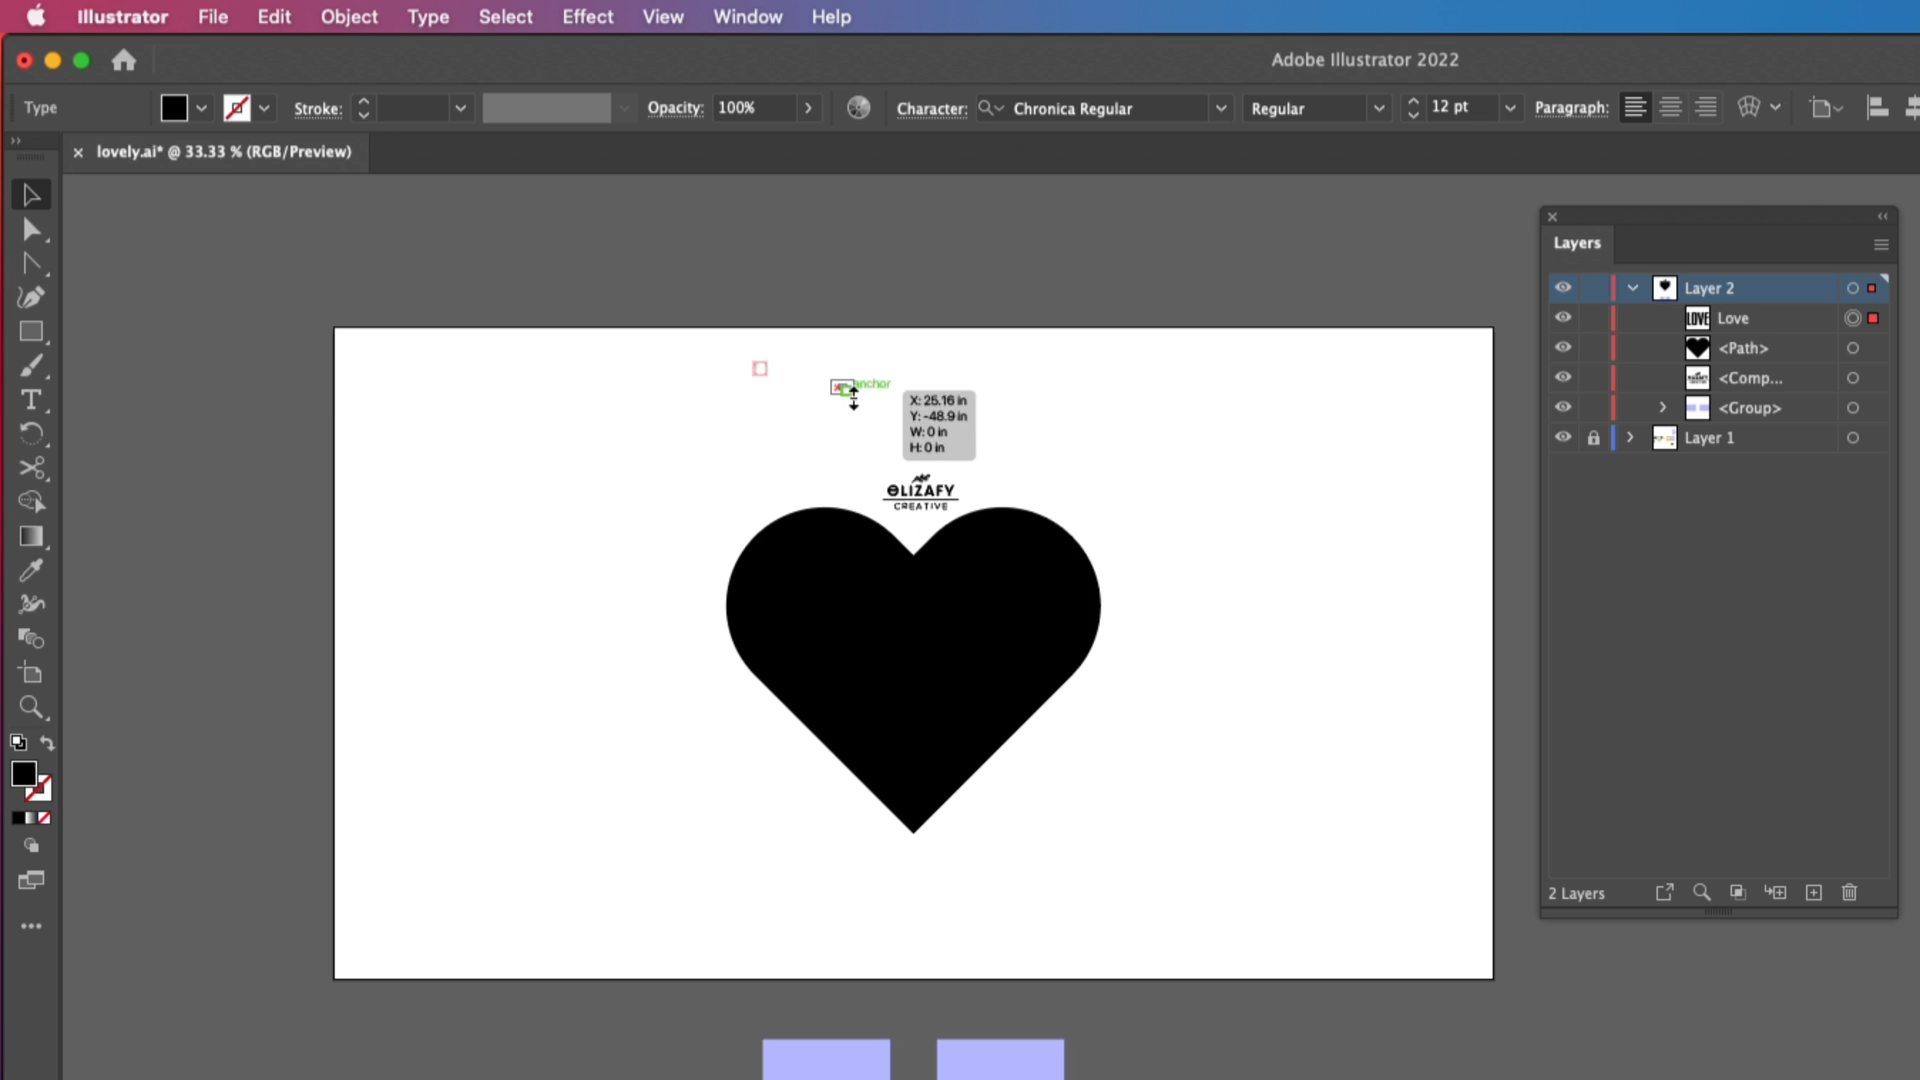 Illustrator File Edit Object Type Select Effect View Window Help
Adobe Illustrator 2022
Type Stroke: Opacity: 100% Character: Chronica Regular Regular 12 pt Paragraph:
lovely.ai* @ 33.33 % (RGB/Preview)
Layers
Layer 2
LOVE Love
<Path>
<Comp...
<Group>
Layer 1
anchor
X: 25.16 in
Y: -48.9 in
W: 0 in
H: 0 in
ƟLIZAFY
CREATIVE
2 Layers